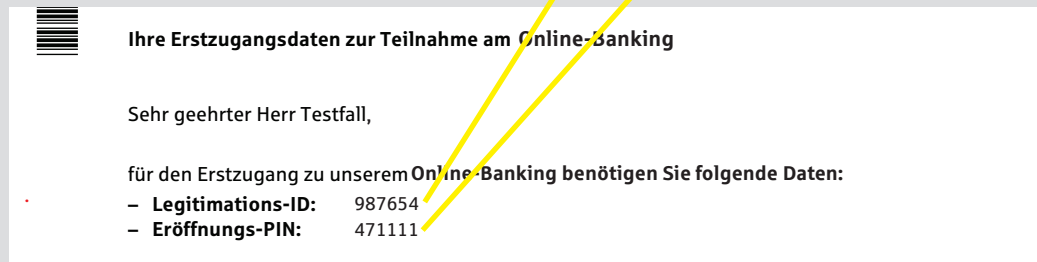 Ihre Erstzugangsdaten zur Teilnahme am Online-Banking
Sehr geehrter Herr Testfall,
für den Erstzugang zu unserem Online-Banking benötigen Sie folgende Daten:
– Legitimations-ID: 987654
– Eröffnungs-PIN: 471111